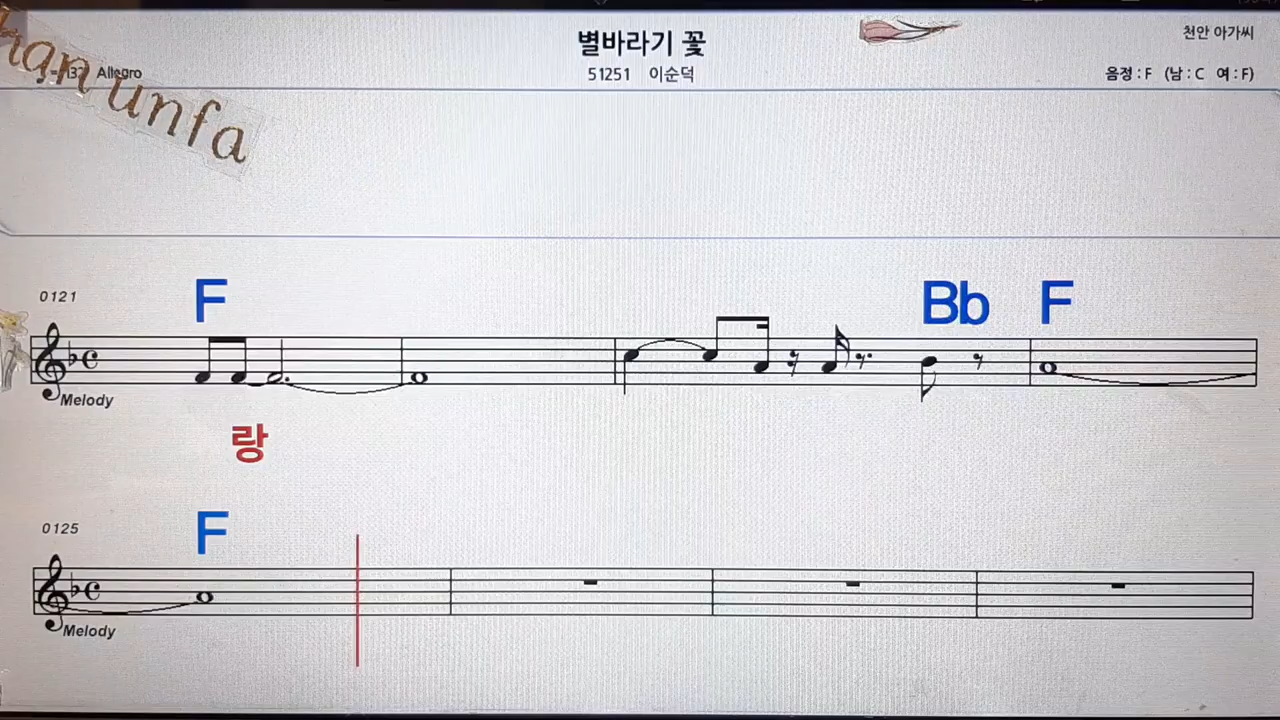 별바라기 꽃
천안 아가씨
Allegro
51251 이순덕
음정 : F (남 : C 여 : F)
unfa
0121
F Bb F
Melody
랑
0125
F
Melody